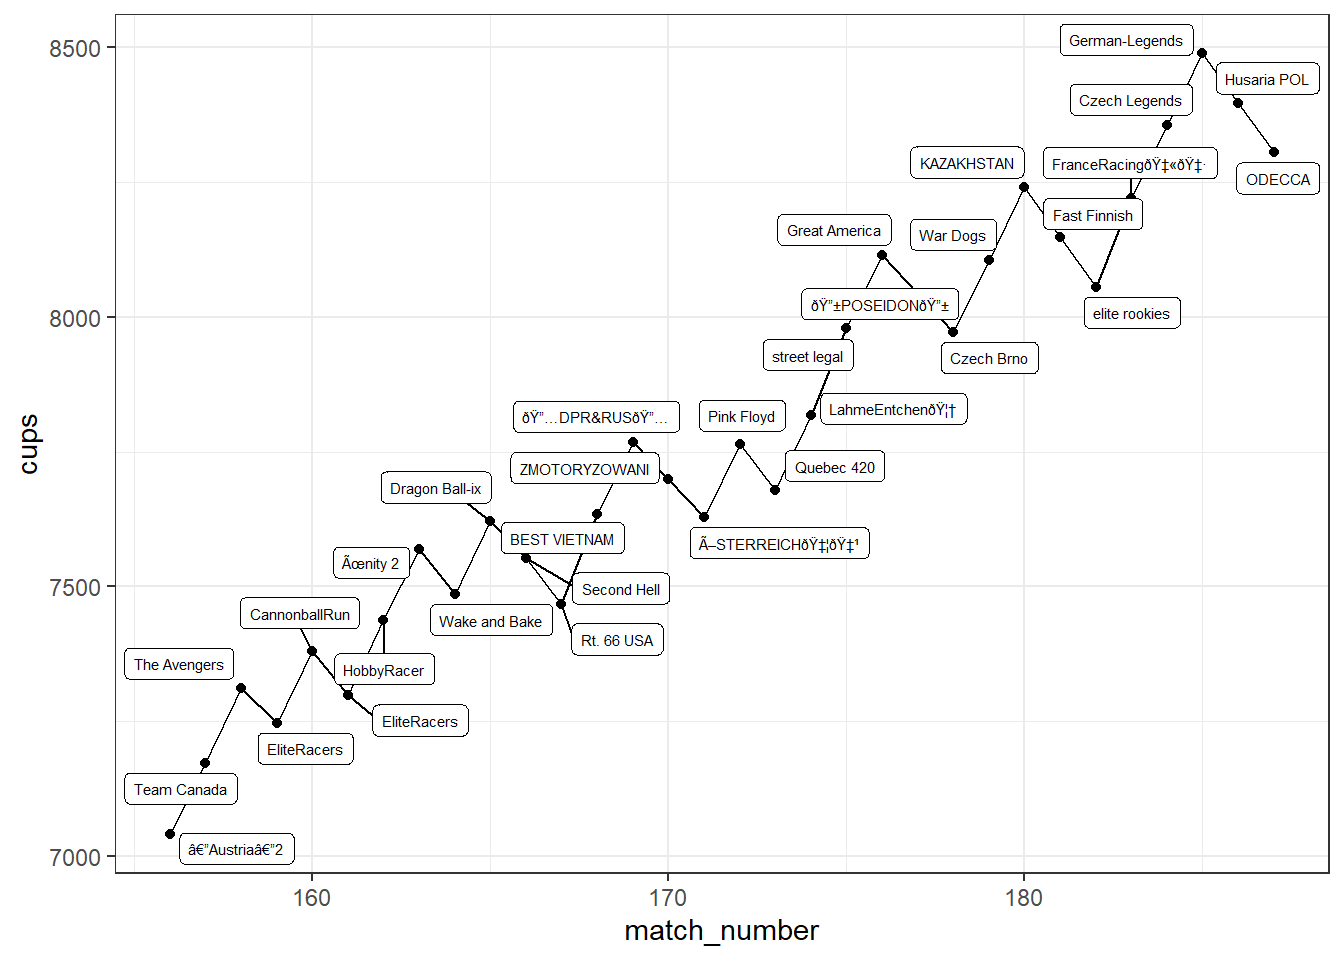 German-Legends
8500
Husaria POL
Czech Legends
KAZAKHSTAN
FranceRacingðŸ‡«ðŸ‡·
ODECCA
Fast Finnish
Great America
War Dogs
ðŸ”±POSEIDONðŸ”±
elite rookies
8000
street legal
Czech Brno
LahmeEntchenðŸ¦†
ðŸ”…DPR&RUSðŸ”…
Pink Floyd
ZMOTORYZOWANI
Quebec 420
Dragon Ball-ix
BEST VIETNAM
Ã–STERREICHðŸ‡¦ðŸ‡¹
Ãœnity 2
7500
Second Hell
CannonballRun
Wake and Bake
Rt. 66 USA
The Avengers
HobbyRacer
EliteRacers
EliteRacers
Team Canada
â€”Austriaâ€”2
7000
cups
160
170
180
match_number